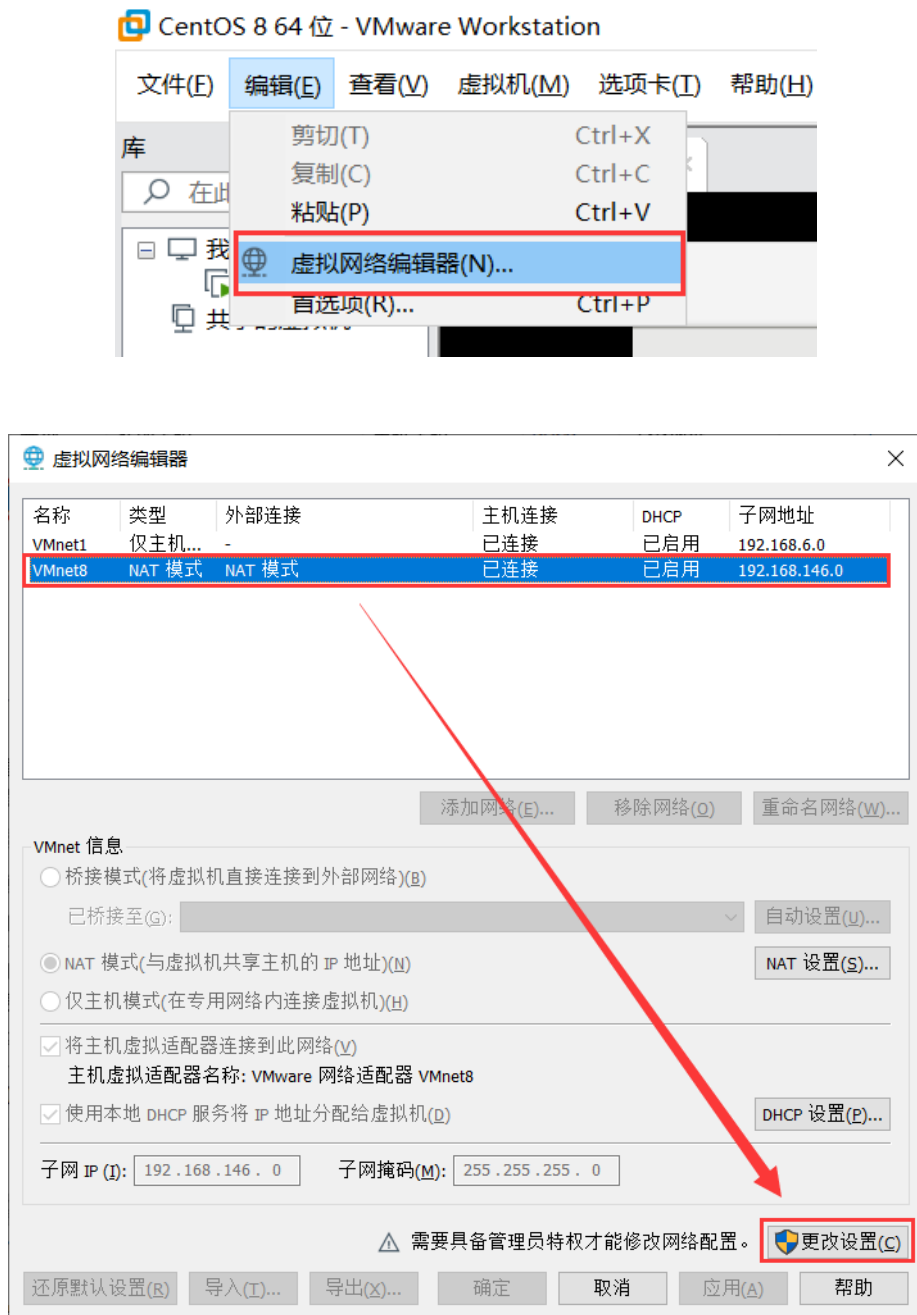 CentOS 8 64 位 - VMware Workstation
文件(F) 编辑(E) 查看(V) 虚拟机(M) 选项卡(T) 帮助(H)
库
剪切(T) Ctrl+X
复制(C) Ctrl+C
在此
粘贴(P) Ctrl+V
我
虚拟网络编辑器(N)...
首选项(R)... Ctrl+P
共享的虚拟机
虚拟网络编辑器
名称 类型 外部连接 主机连接 DHCP 子网地址
VMnet1 仅主机... - 已连接 已启用 192.168.6.0
VMnet8 NAT 模式 NAT 模式 已连接 已启用 192.168.146.0
添加网络(E)... 移除网络(O) 重命名网络(W)...
VMnet 信息
桥接模式(将虚拟机直接连接到外部网络)(B)
已桥接至(G): 自动设置(U)...
NAT 模式(与虚拟机共享主机的 IP 地址)(N) NAT 设置(S)...
仅主机模式(在专用网络内连接虚拟机)(H)
将主机虚拟适配器连接到此网络(V)
主机虚拟适配器名称: VMware 网络适配器 VMnet8
使用本地 DHCP 服务将 IP 地址分配给虚拟机(D) DHCP 设置(P)...
子网 IP (I): 192.168.146. 0 子网掩码(M): 255.255.255. 0
需要具备管理员特权才能修改网络配置。 更改设置(C)
还原默认设置(R) 导入(T)... 导出(X)... 确定 取消 应用(A) 帮助